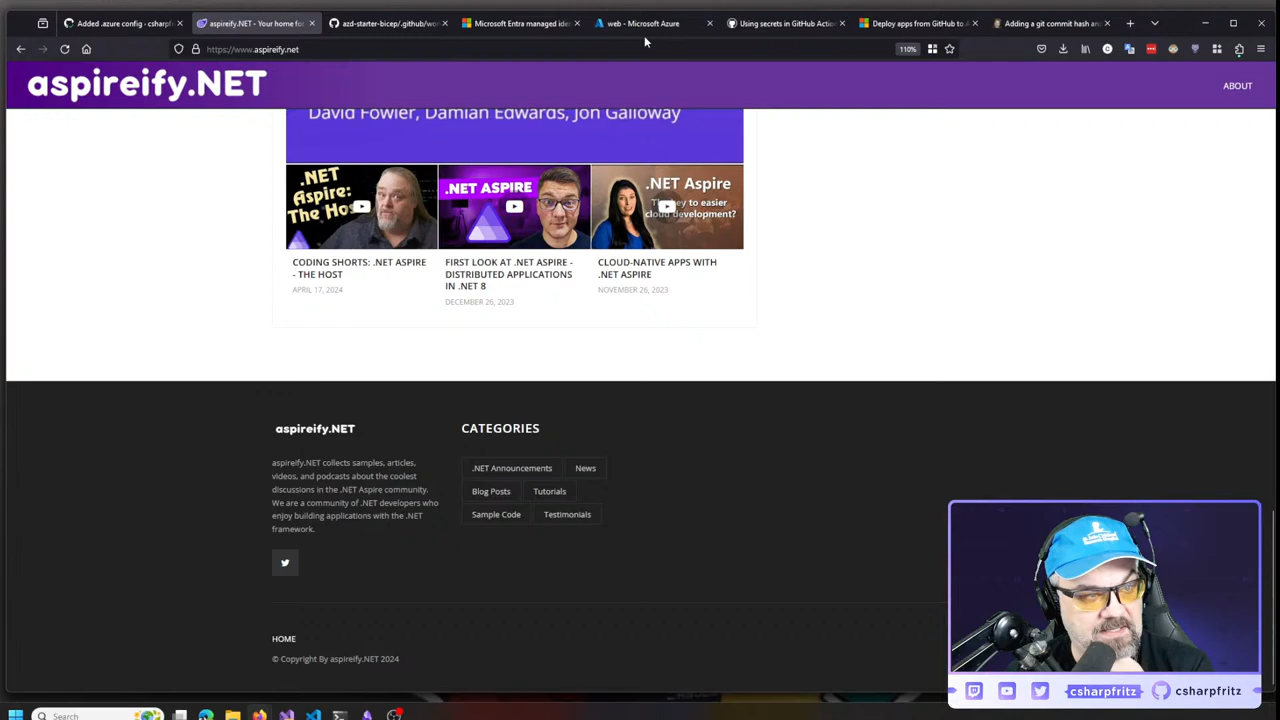 Added .azure config - csharpf
aspireify.NET - Your home fo
azd-starter-bicep/.github/wor
Microsoft Entra managed ide
web - Microsoft Azure
Using secrets in GitHub Action
Deploy apps from GitHub to A
Adding a git commit hash and
https://www.aspireify.net
110%
aspireify.NET
ABOUT
David Fowler, Damian Edwards, Jon Galloway
.NET
Aspire:
The Hos
.NET ASPIRE
.NET Aspire
The key to easier
cloud development?
CODING SHORTS: .NET ASPIRE
- THE HOST
APRIL 17, 2024
FIRST LOOK AT .NET ASPIRE -
DISTRIBUTED APPLICATIONS
IN .NET 8
DECEMBER 26, 2023
CLOUD-NATIVE APPS WITH
.NET ASPIRE
NOVEMBER 26, 2023
aspireify.NET
aspireify.NET collects samples, articles,
videos, and podcasts about the coolest
discussions in the .NET Aspire community.
We are a community of .NET developers who
enjoy building applications with the .NET
framework.
CATEGORIES
.NET Announcements
News
Blog Posts
Tutorials
Sample Code
Testimonials
HOME
© Copyright By aspireify.NET 2024
csharpfritz
csharpfritz
Search